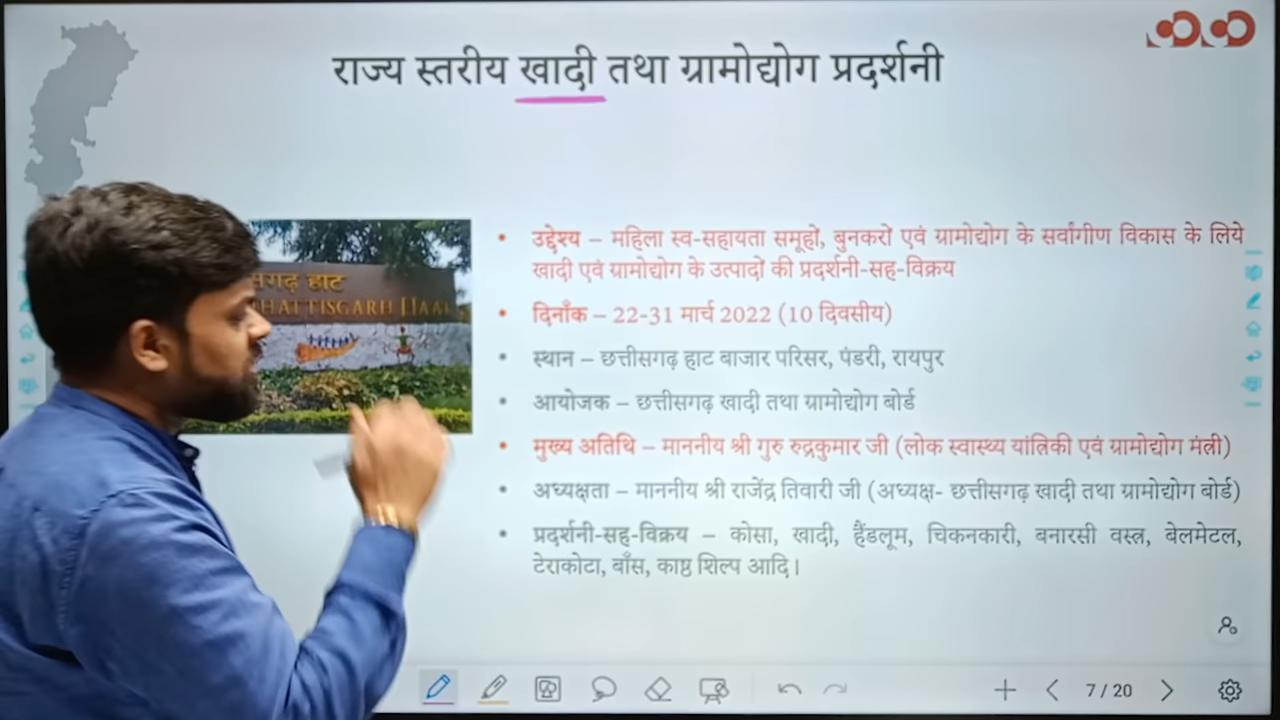 राज्य स्तरीय खादी तथा ग्रामोद्योग प्रदर्शनी
सगढ़ हाट
HHATTISGARH HAAT
• उद्देश्य – महिला स्व-सहायता समूहों, बुनकरों एवं ग्रामोद्योग के सर्वांगीण विकास के लिये
खादी एवं ग्रामोद्योग के उत्पादों की प्रदर्शनी-सह-विक्रय
• दिनाँक – 22-31 मार्च 2022 (10 दिवसीय)
• स्थान – छत्तीसगढ़ हाट बाजार परिसर, पंडरी, रायपुर
• आयोजक – छत्तीसगढ़ खादी तथा ग्रामोद्योग बोर्ड
• मुख्य अतिथि – माननीय श्री गुरु रुद्रकुमार जी (लोक स्वास्थ्य यांत्रिकी एवं ग्रामोद्योग मंत्री)
• अध्यक्षता – माननीय श्री राजेंद्र तिवारी जी (अध्यक्ष- छत्तीसगढ़ खादी तथा ग्रामोद्योग बोर्ड)
• प्रदर्शनी-सह-विक्रय – कोसा, खादी, हैंडलूम, चिकनकारी, बनारसी वस्त्र, बेलमेटल,
टेराकोटा, बाँस, काष्ठ शिल्प आदि।
7 / 20